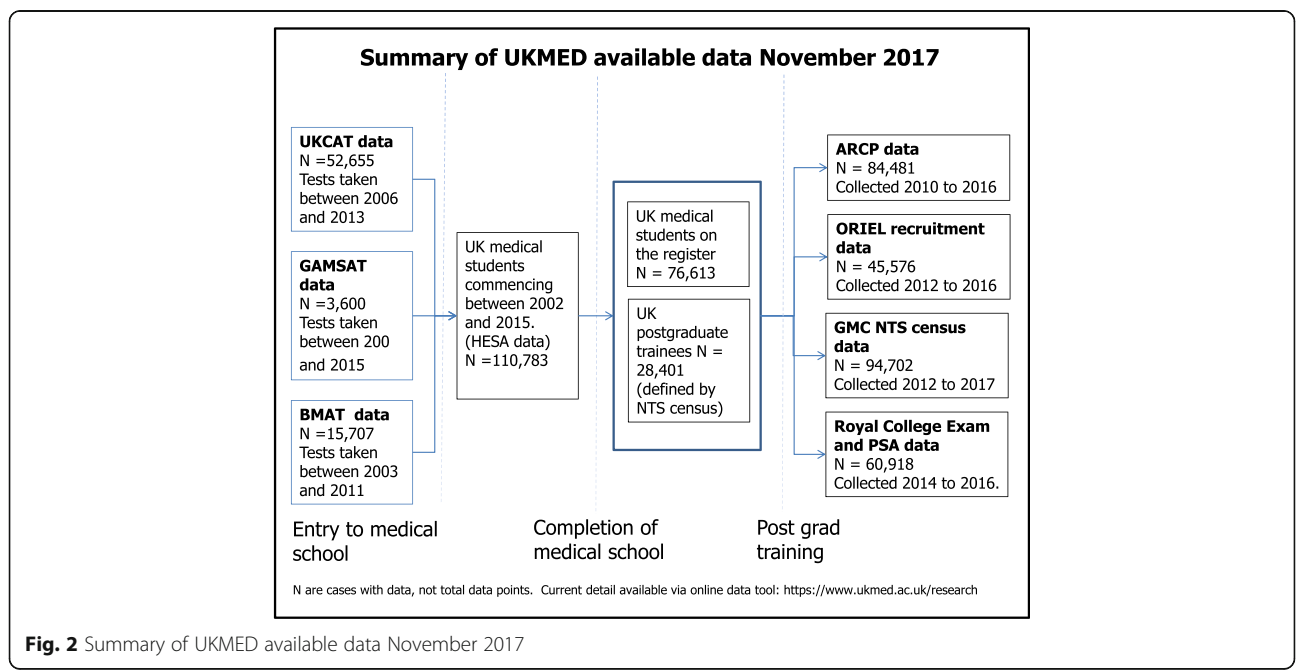 Summary of UKMED available data November 2017
UKCAT data
N =52,655
Tests taken
between 2006
and 2013
GAMSAT
data
N =3,600
Tests taken
between 200
and 2015
BMAT  data
N =15,707
Tests taken
between 2003
and 2011
UK medical
students
commencing
between 2002
and 2015.
(HESA data)
N =110,783
UK medical
students on
the register
N = 76,613
UK
postgraduate
trainees N =
28,401
(defined by
NTS census)
ARCP data
N = 84,481
Collected 2010 to 2016
ORIEL recruitment
data
N = 45,576
Collected 2012 to 2016
GMC NTS census
data
N = 94,702
Collected 2012 to 2017
Royal College Exam
and PSA data
N = 60,918
Collected 2014 to 2016.
Entry to medical
school
Completion of
medical school
Post grad
training
N are cases with data, not total data points.  Current detail available via online data tool: https://www.ukmed.ac.uk/research
Fig. 2 Summary of UKMED available data November 2017